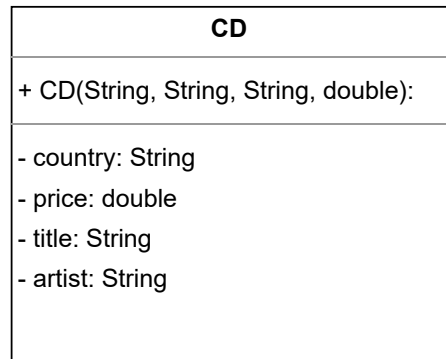 CD
+ CD(String, String, String, double):
- country: String
- price: double
- title: String
- artist: String